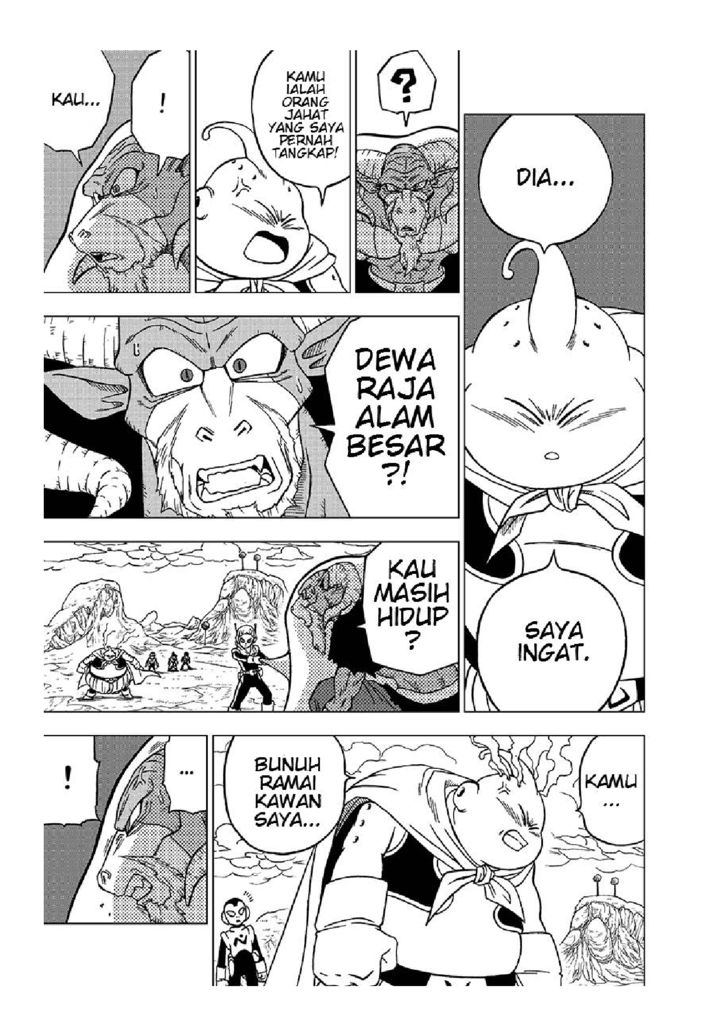 DIA...
SAYA
INGAT.
?
KAMU
IALAH
ORANG
JAHAT
YANG SAYA
PERNAH
TANGKAP!
!
KAU...
DEWA
RAJA
ALAM
BESAR
?!
KAU
MASIH
HIDUP
?
KAMU
...
BUNUH
RAMAI
KAWAN
SAYA...
...
!